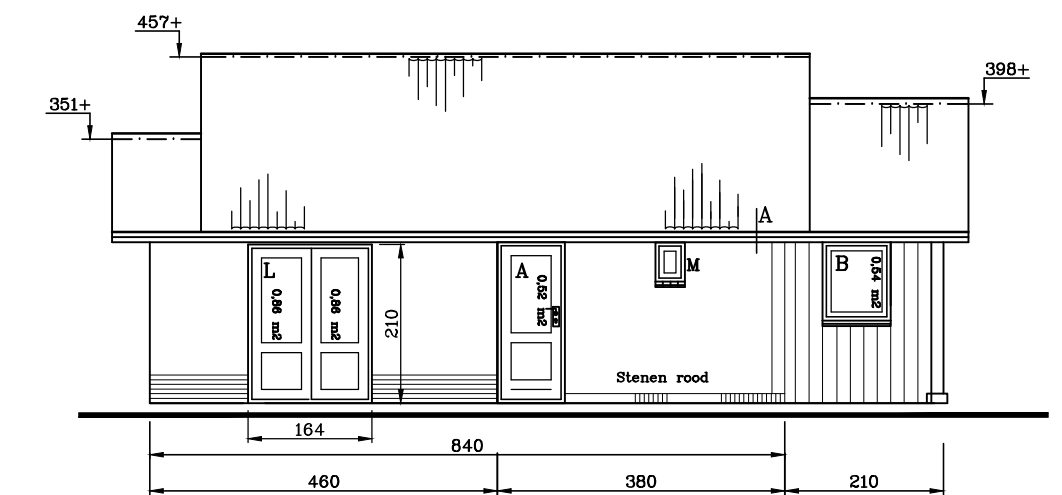 457+
398+
351+
A
L
A
M
B
0,86 m2
0,86 m2
0,52 m2
0,54 m2
210
Stenen rood
164
840
460
380
210